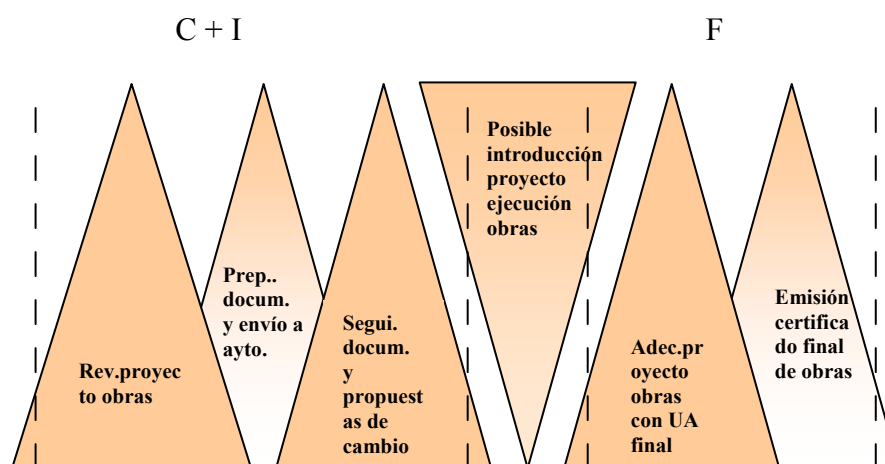 C + I
F
Rev.proyec
to obras
Prep..
docum.
y envío a
ayto.
Segui.
docum.
y
propuest
as de
cambio
Posible
introducción
proyecto
ejecución
obras
Adec.pr
oyecto
obras
con UA
final
Emisión
certifica
do final
de obras